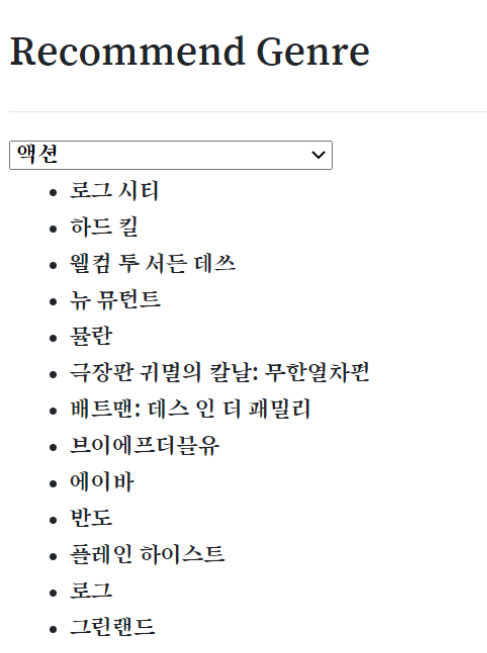 Recommend Genre
액션
로그 시티
하드 킬
웰컴 투 서든 데쓰
뉴 뮤턴트
뮬란
극장판 귀멸의 칼날: 무한열차편
배트맨: 데스 인 더 패밀리
브이에프더블유
에이바
반도
플레인 하이스트
로그
그린랜드